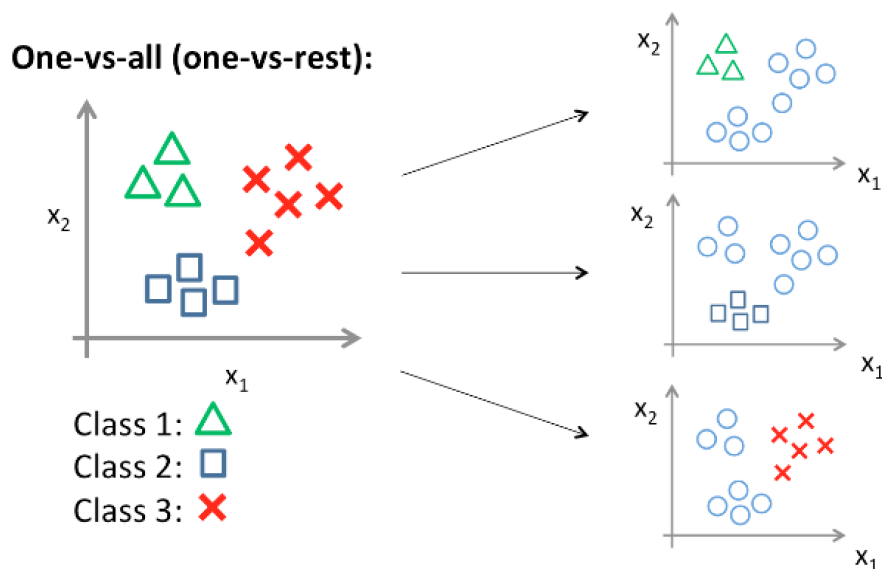 One-vs-all (one-vs-rest):
x2
x1
Class 1:
Class 2:
Class 3:
x2
x1
x2
x1
x2
x1